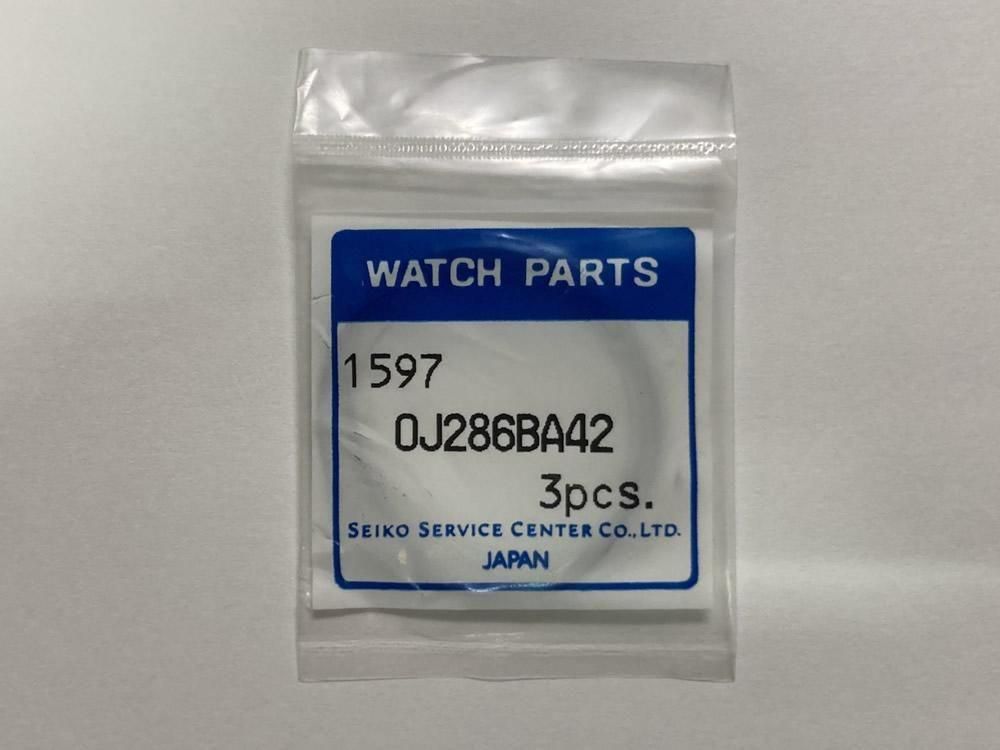 WATCH PARTS
1597
0J286BA42
3pcs.
SEIKO SERVICE CENTER CO.,LTD.
JAPAN